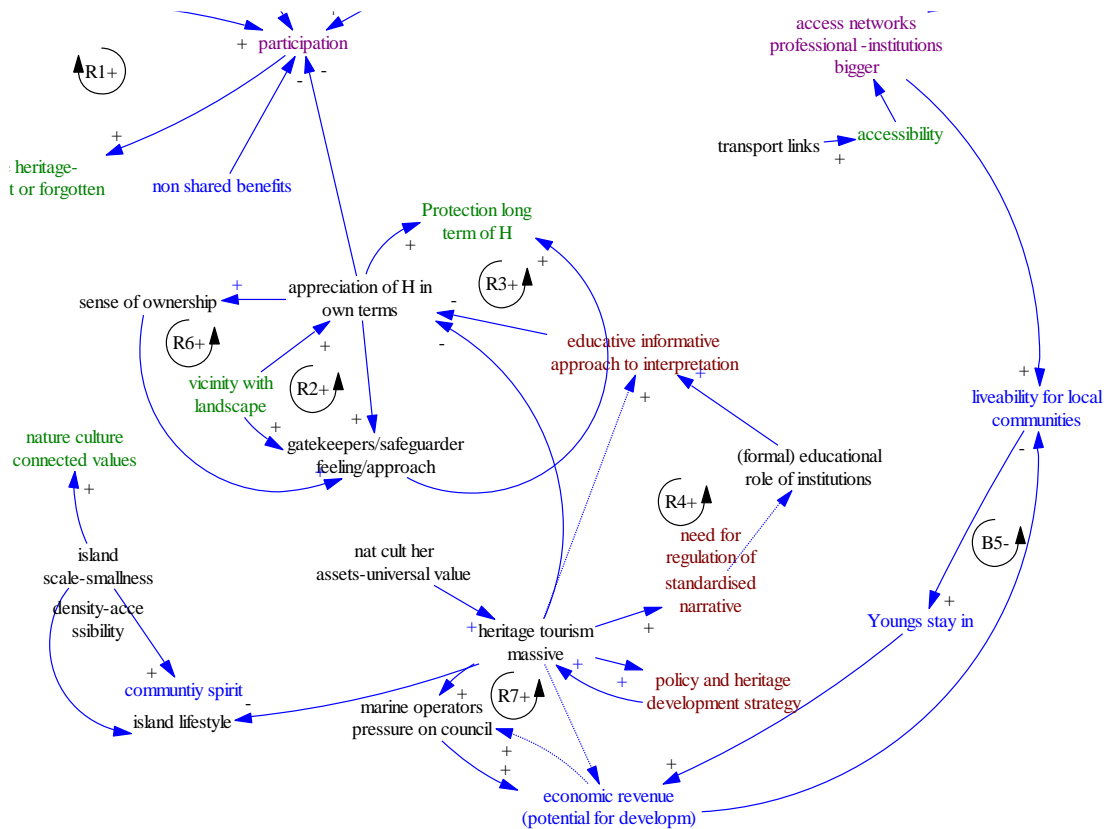 access networks
professional -institutions
bigger
participation
+
-
-
R1+
+
accessibility
transport links
+
heritage-
t or forgotten
non shared benefits
Protection long
term of H
+
+
R3+
appreciation of H in
own terms
+
sense of ownership
-
-
R6+
+
educative informative
approach to interpretation
+
+
vicinity with
landscape
R2+
+
+
+
liveability for local
communities
-
nature culture
connected values
+
gatekeepers/safeguarder
feeling/approach
+
(formal) educational
role of institutions
R4+
need for
regulation of
standardised
narrative
+
B5-
island
scale-smallness
density-acce
ssibility
nat cult her
assets-universal value
+
Youngs stay in
+
heritage tourism
massive
+
+
+
policy and heritage
development strategy
communtiy spirit
-
island lifestyle
R7+
+
marine operators
pressure on council
+
+
+
economic revenue
(potential for developm)